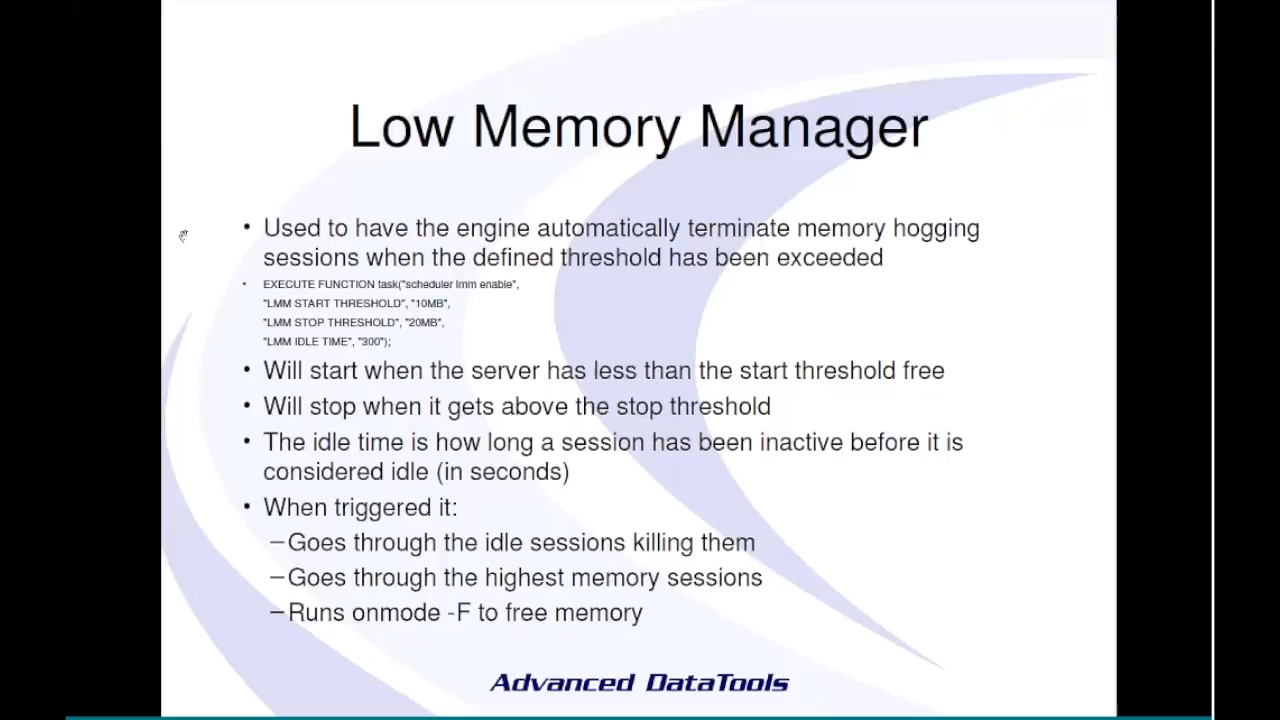 Low Memory Manager
• Used to have the engine automatically terminate memory hogging
sessions when the defined threshold has been exceeded
• EXECUTE FUNCTION task("scheduler lmm enable",
"LMM START THRESHOLD", "10MB",
"LMM STOP THRESHOLD", "20MB",
"LMM IDLE TIME", "300");
• Will start when the server has less than the start threshold free
• Will stop when it gets above the stop threshold
• The idle time is how long a session has been inactive before it is
considered idle (in seconds)
• When triggered it:
–Goes through the idle sessions killing them
–Goes through the highest memory sessions
–Runs onmode -F to free memory
Advanced DataTools